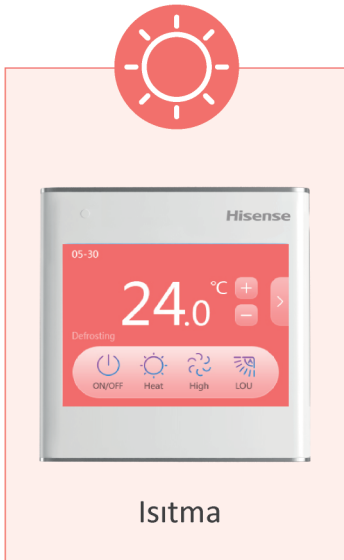 Hisense
05-30
24.0 °C + >
−
Defrosting
ON/OFF Heat High LOU
Isıtma